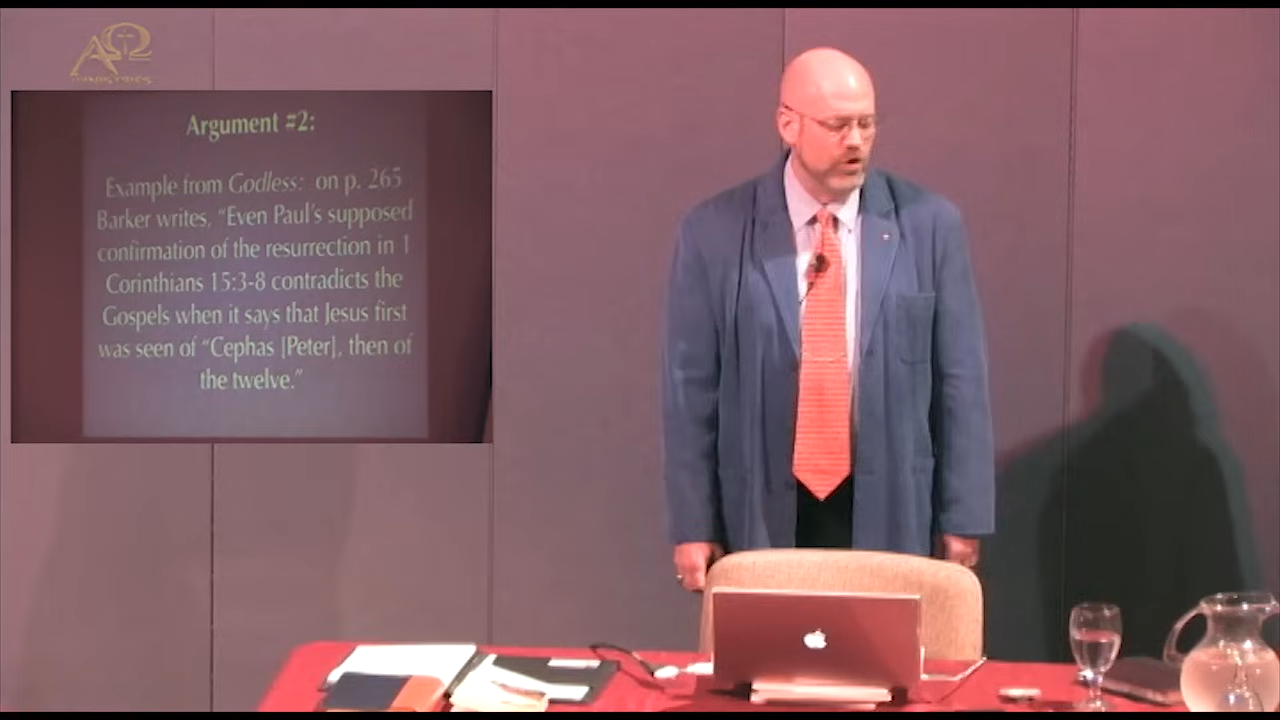 ΑΩ
Argument #2:
Example from Godless: on p. 265
Barker writes, "Even Paul's supposed
confirmation of the resurrection in 1
Corinthians 15:3-8 contradicts the
Gospels when it says that Jesus first
was seen of "Cephas [Peter], then of
the twelve."